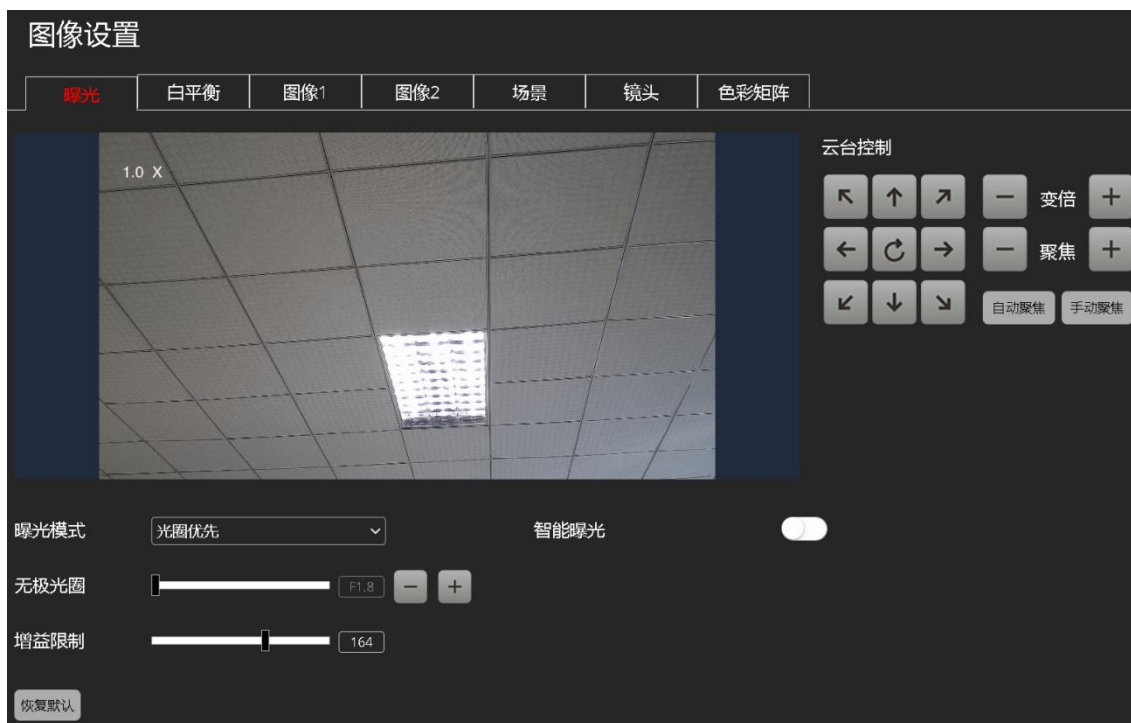 图像设置
曝光 白平衡 图像1 图像2 场景 镜头 色彩矩阵
1.0 X
云台控制
变倍
聚焦
自动聚焦 手动聚焦
曝光模式 光圈优先 智能曝光
无极光圈 F1.8
增益限制 164
恢复默认